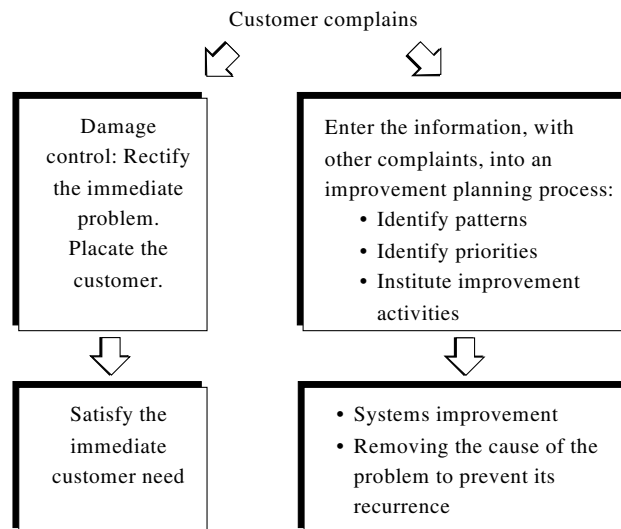 Customer complains
Damage
control: Rectify
the immediate
problem.
Placate the
customer.
Enter the information, with
other complaints, into an
improvement planning process:
• Identify patterns
• Identify priorities
• Institute improvement
activities
Satisfy the
immediate
customer need
• Systems improvement
• Removing the cause of the
problem to prevent its
recurrence